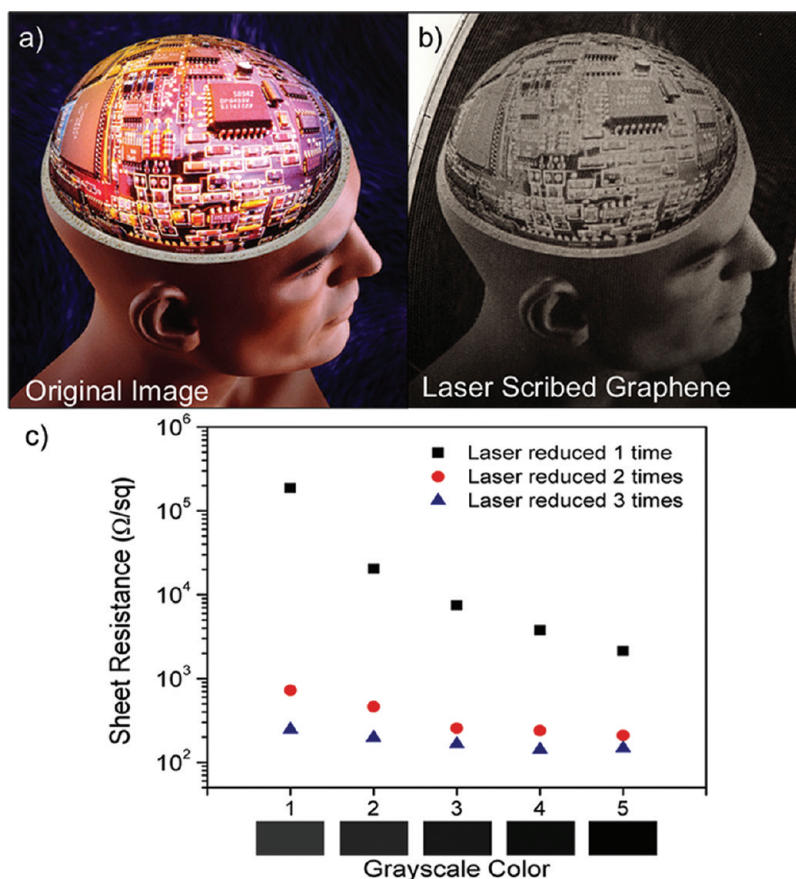 a)
b)
S8942
Original Image
Laser Scribed Graphene
c)
10^6
10^5
10^4
10^3
10^2
Sheet Resistance (Ω/sq)
Laser reduced 1 time
Laser reduced 2 times
Laser reduced 3 times
1 2 3 4 5
Grayscale Color